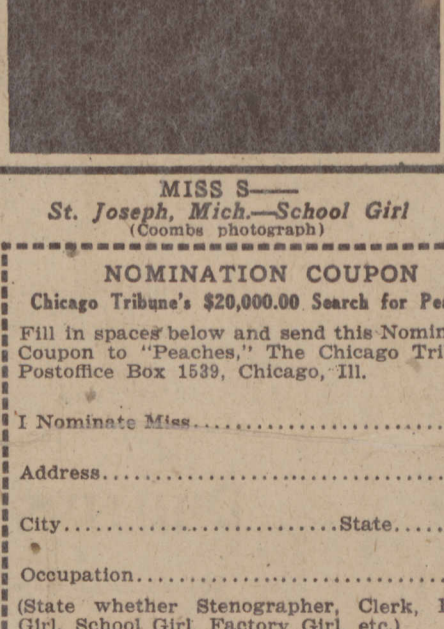 MISS S——
St. Joseph, Mich.—School Girl
(Coombs photograph)
NOMINATION COUPON
Chicago Tribune's $20,000.00 Search for
Fill in spaces below and send this
Coupon to "Peaches," The Chicago
Postoffice Box 1539, Chicago, Ill.
I Nominate Miss........................
Address................................
City..........................State.....
Occupation............................
(State whether Stenographer, Clerk,
Girl, School Girl, Factory Girl, etc.)